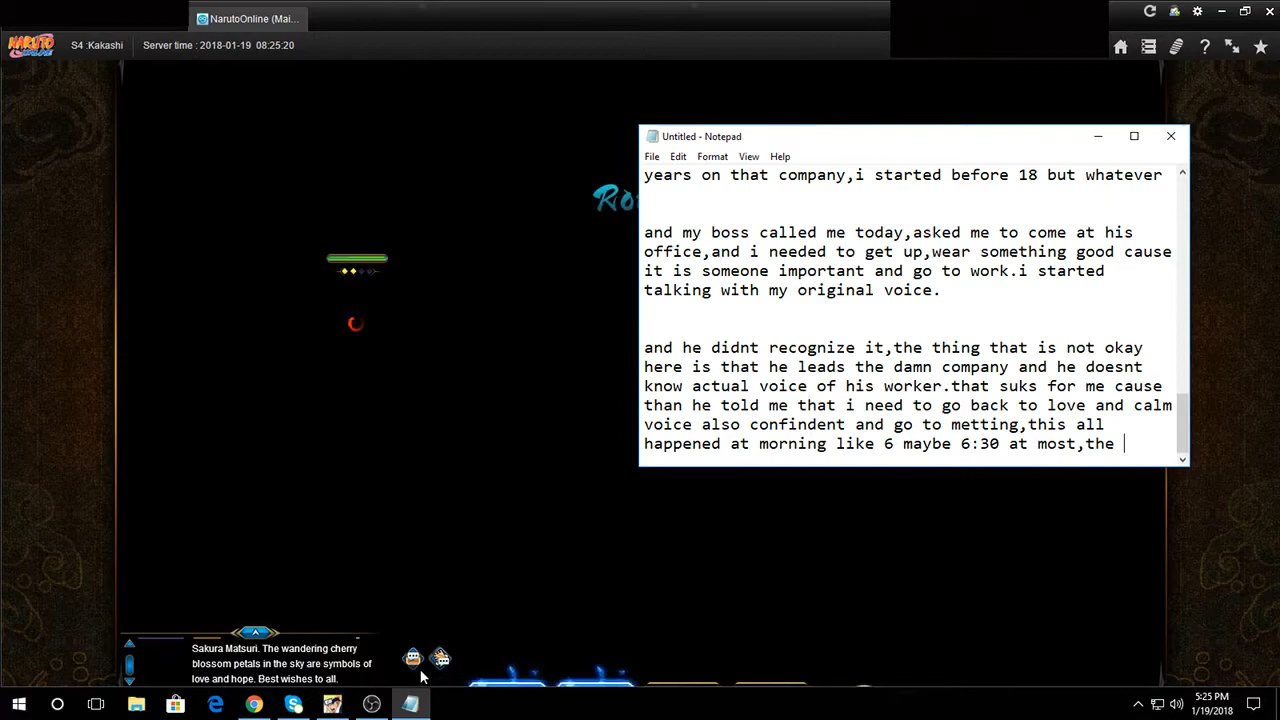 NarutoOnline (Mai...
NARUTO
ONLINE
S4 :Kakashi
Server time : 2018-01-19 08:25:20
Untitled - Notepad
File Edit Format View Help
years on that company,i started before 18 but whatever
and my boss called me today,asked me to come at his
office,and i needed to get up,wear something good cause
it is someone important and go to work.i started
talking with my original voice.
and he didnt recognize it,the thing that is not okay
here is that he leads the damn company and he doesnt
know actual voice of his worker.that suks for me cause
than he told me that i need to go back to love and calm
voice also confindent and go to metting,this all
happened at morning like 6 maybe 6:30 at most,the
Sakura Matsuri. The wandering cherry
blossom petals in the sky are symbols of
love and hope. Best wishes to all.
5:25 PM
1/19/2018